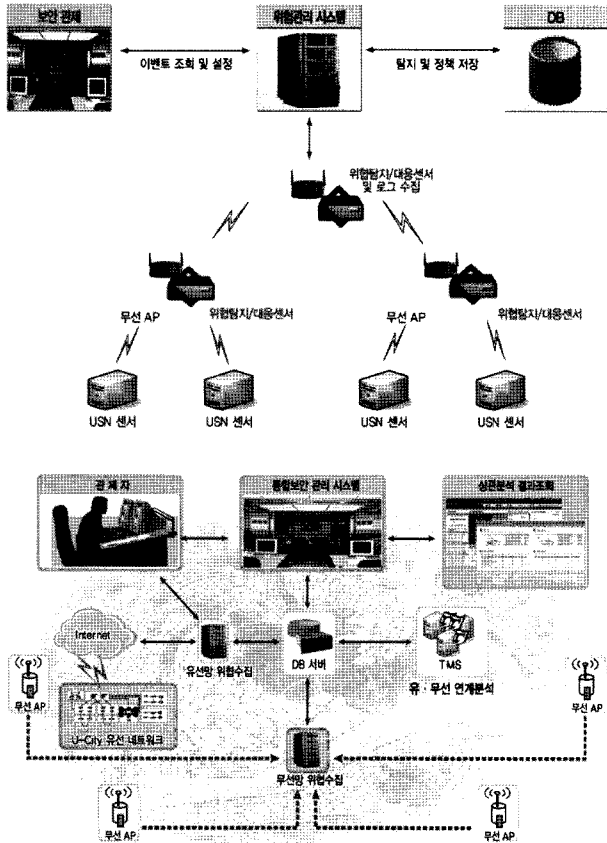 보안 관제
위협관리 시스템
DB
이벤트 조회 및 설정
탐지 및 정책 저장
위협탐지/대응센서
및 로그 수집
무선 AP
위협탐지/대응센서
무선 AP
위협탐지/대응센서
USN 센서
USN 센서
USN 센서
USN 센서
관 제 자
통합보안 관리 시스템
상관분석 결과조회
Internet
유선망 위협수집
DB 서버
TMS
유 · 무선 연계분석
무선 AP
무선 AP
U-City 유선 네트워크
무선망 위협수집
무선 AP
무선 AP